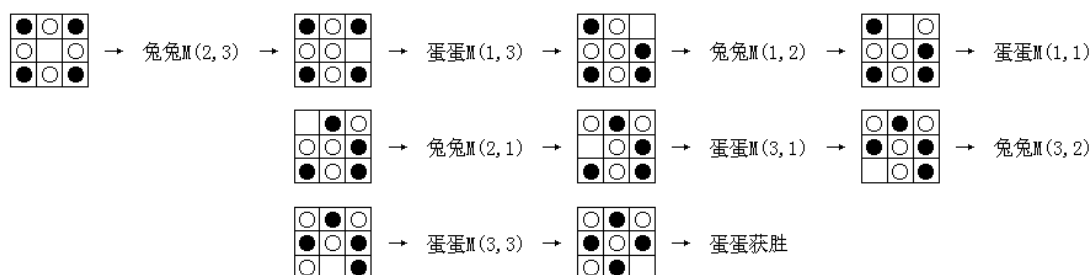 → 兔兔M(2,3) → → 蛋蛋M(1,3) → → 兔兔M(1,2) → → 蛋蛋M(1,1)
→ 兔兔M(2,1) → → 蛋蛋M(3,1) → → 兔兔M(3,2)
→ 蛋蛋M(3,3) → → 蛋蛋获胜